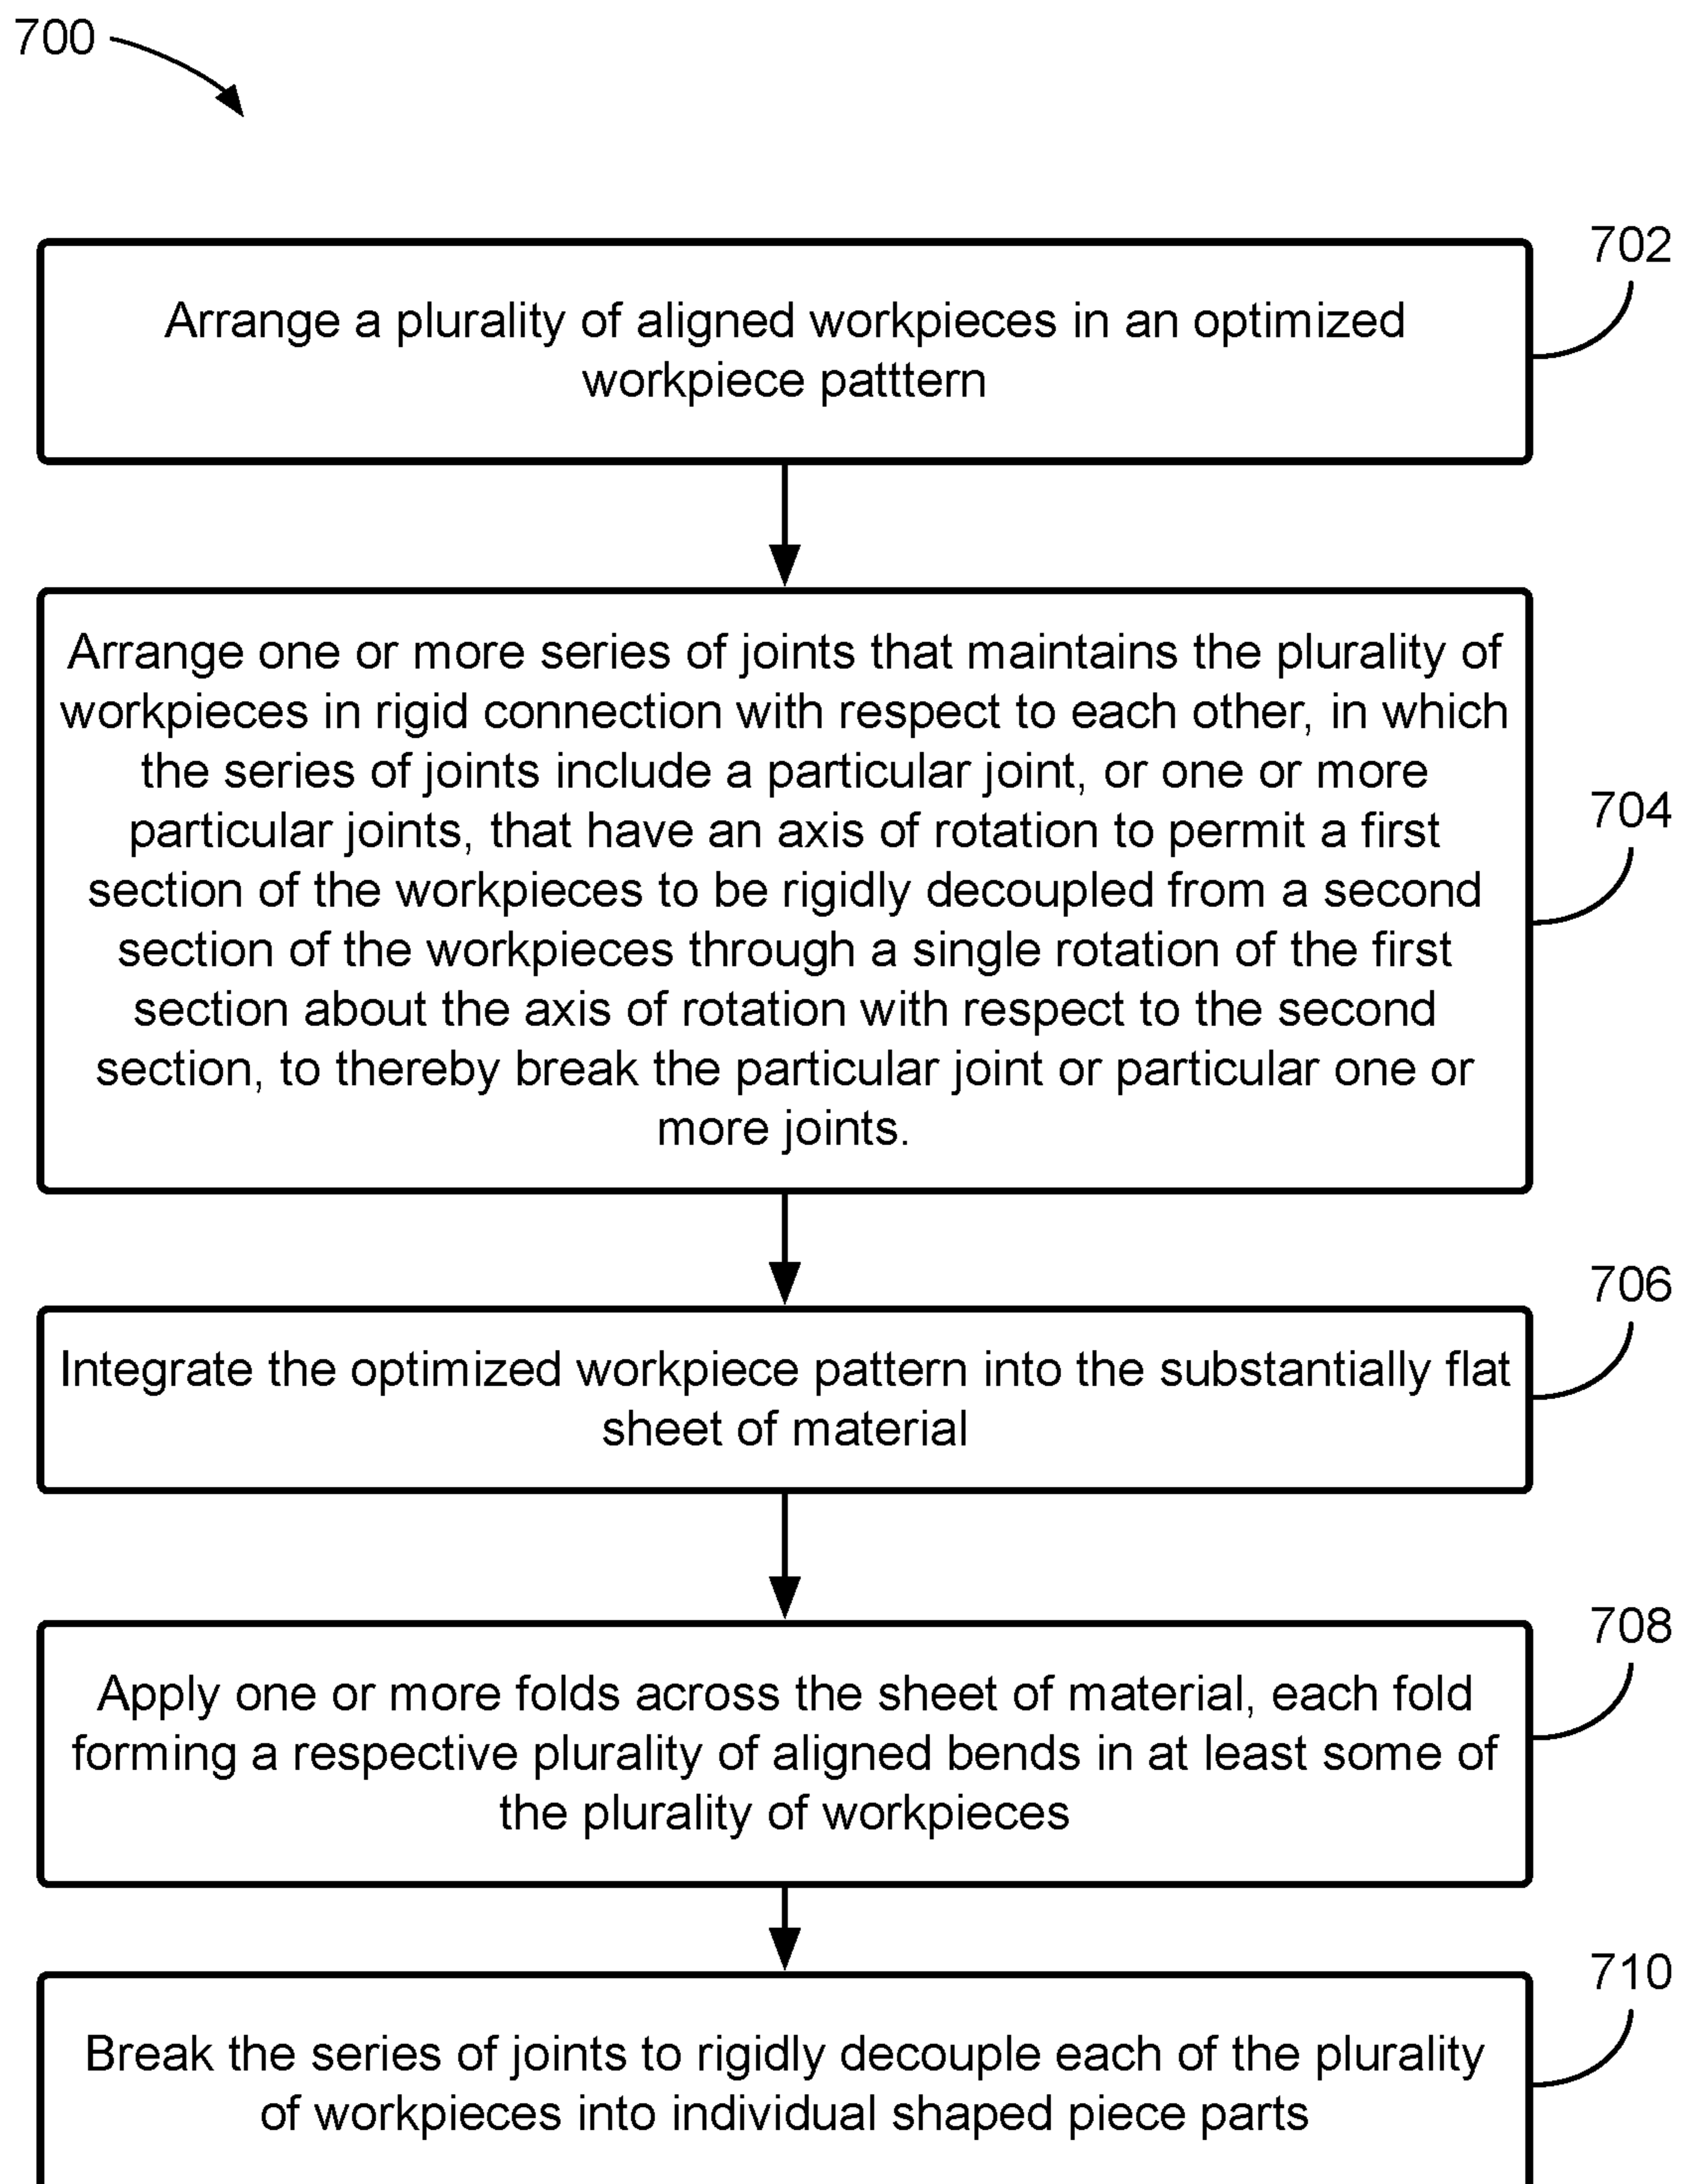 700
702
Arrange a plurality of aligned workpieces in an optimized
workpiece patttern
Arrange one or more series of joints that maintains the plurality of
workpieces in rigid connection with respect to each other, in which
the series of joints include a particular joint, or one or more
particular joints, that have an axis of rotation to permit a first
section of the workpieces to be rigidly decoupled from a second
section of the workpieces through a single rotation of the first
section about the axis of rotation with respect to the second
section, to thereby break the particular joint or particular one or
more joints.
704
706
Integrate the optimized workpiece pattern into the substantially flat
sheet of material
708
Apply one or more folds across the sheet of material, each fold
forming a respective plurality of aligned bends in at least some of
the plurality of workpieces
710
Break the series of joints to rigidly decouple each of the plurality
of workpieces into individual shaped piece parts